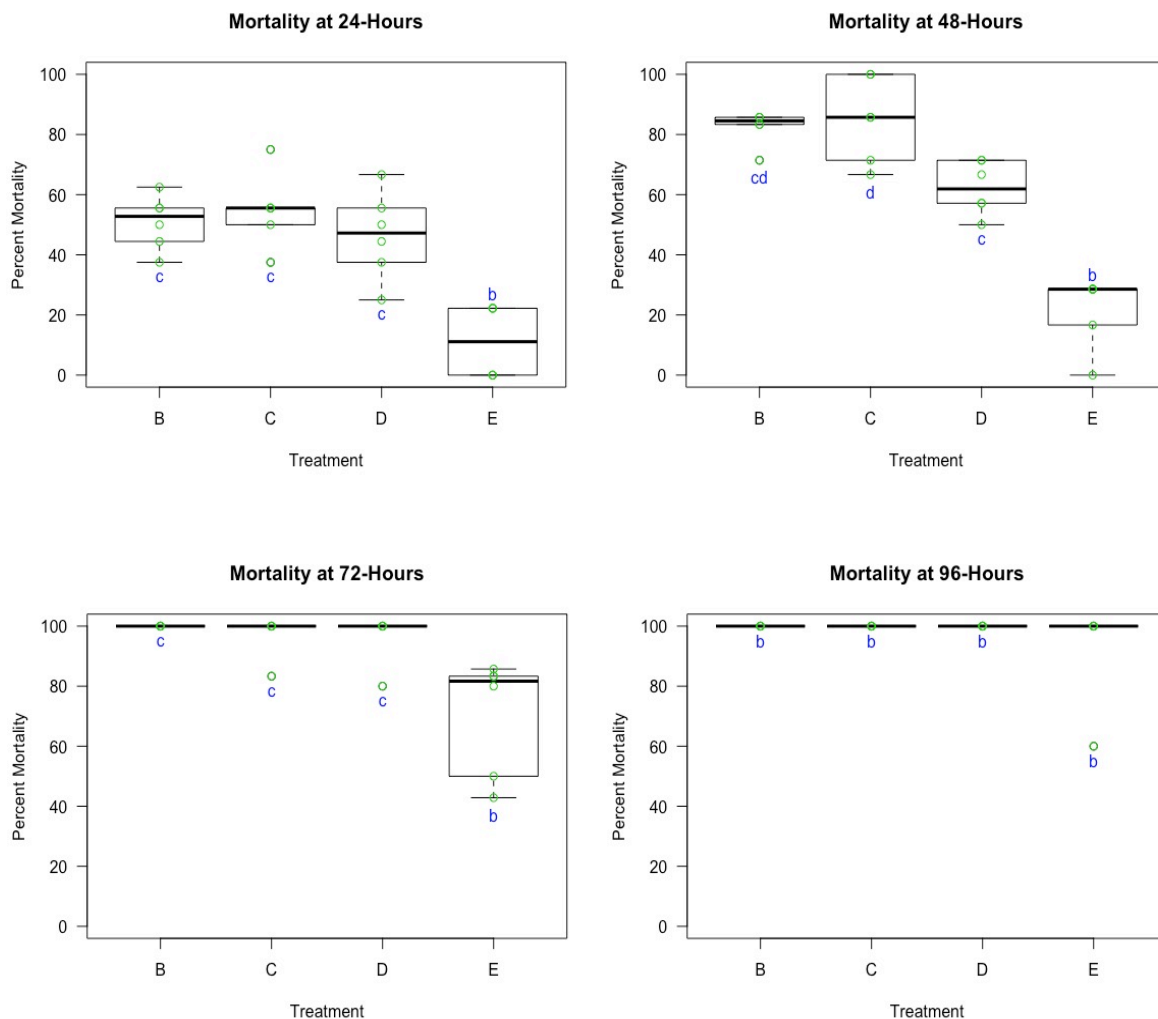 Mortality at 24-Hours
Percent Mortality
100
80
60
40
20
0
c
c
c
b
B C D E
Treatment
Mortality at 48-Hours
Percent Mortality
100
80
60
40
20
0
cd
d
c
b
B C D E
Treatment
Mortality at 72-Hours
Percent Mortality
100
80
60
40
20
0
c
c
c
b
B C D E
Treatment
Mortality at 96-Hours
Percent Mortality
100
80
60
40
20
0
b
b
b
b
B C D E
Treatment